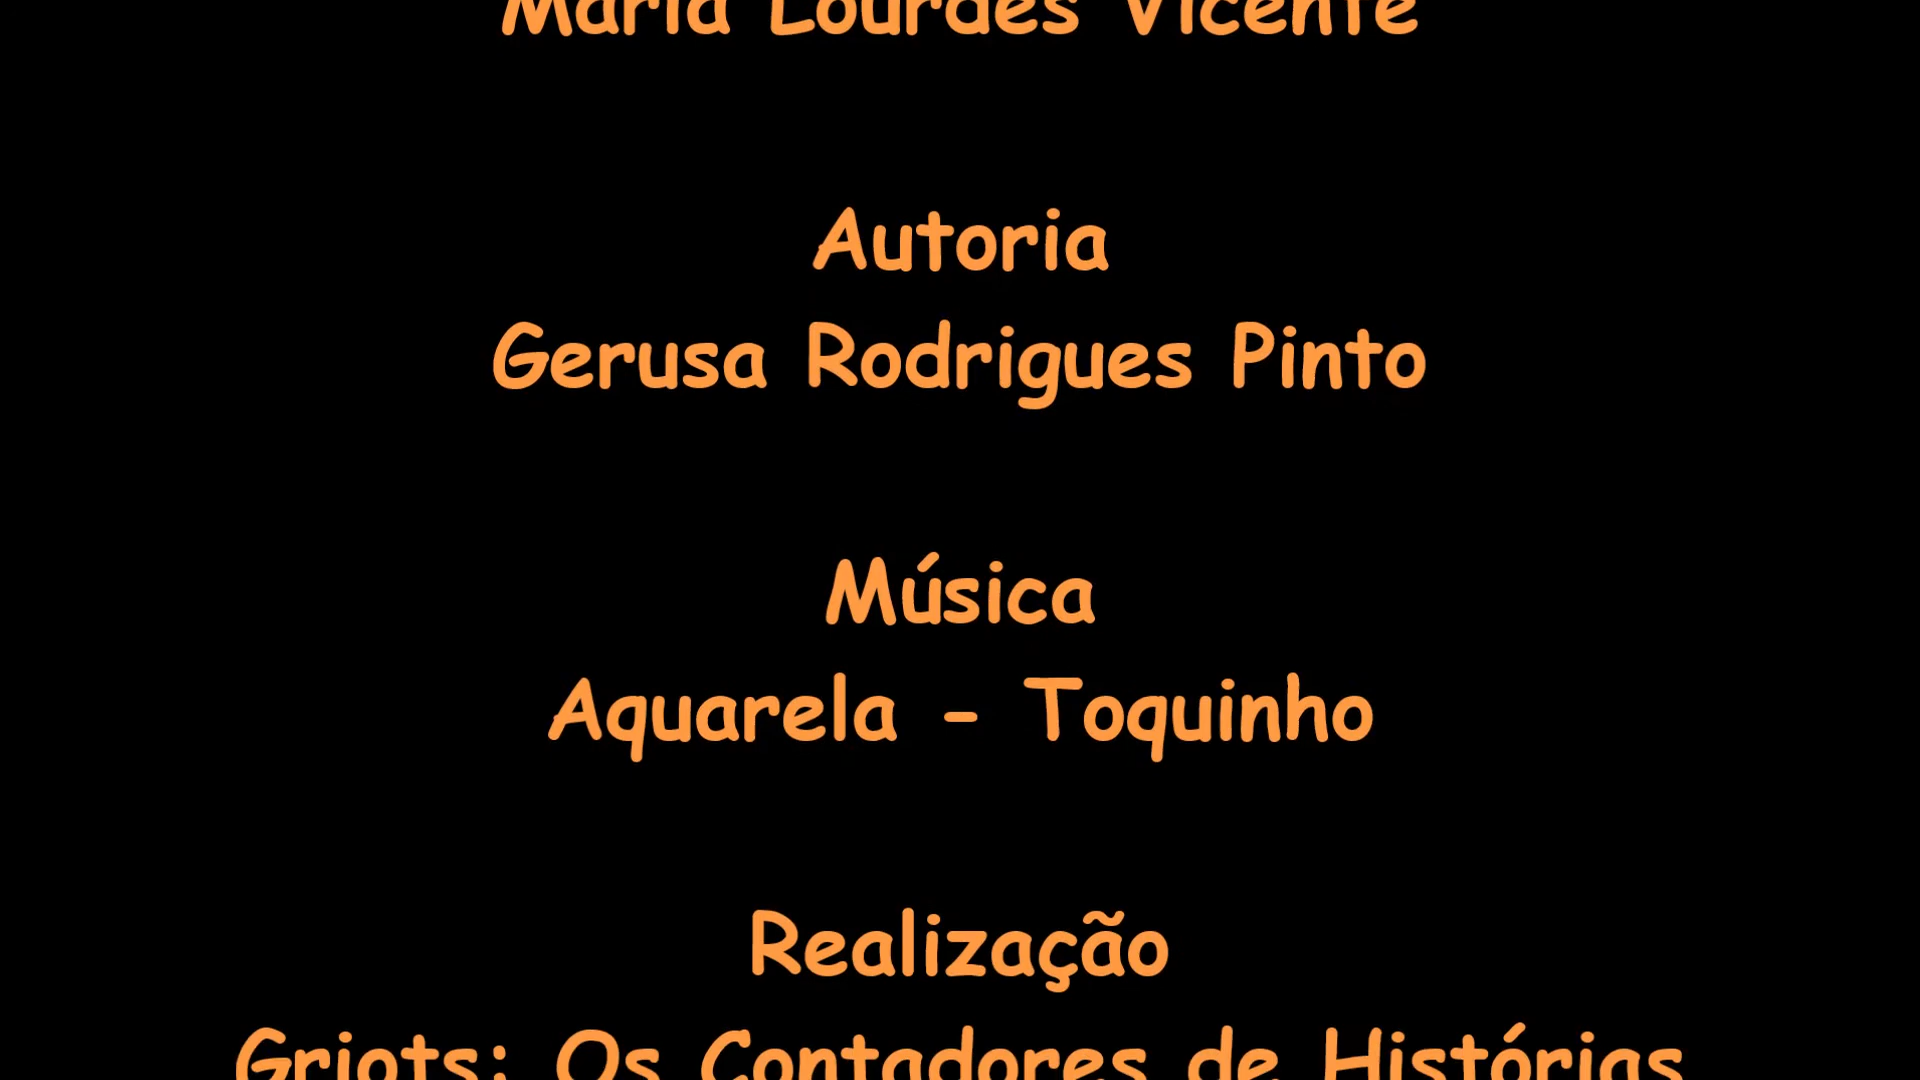 Maria Lourdes Vicente
Autoria
Gerusa Rodrigues Pinto
Música
Aquarela - Toquinho
Realização
Griots: Os Contadores de Histórias